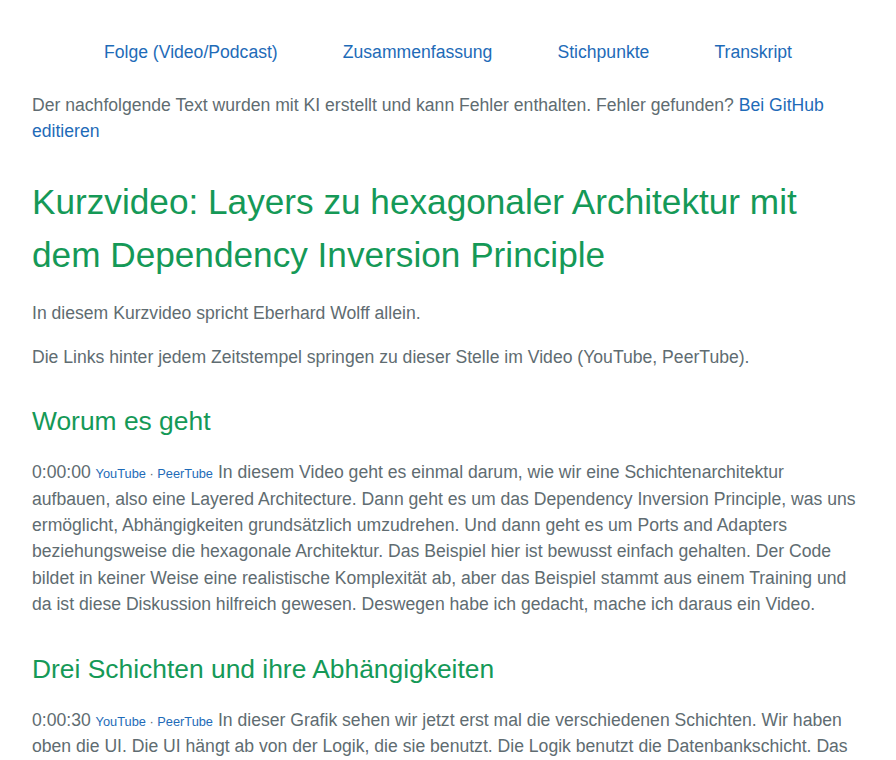 Folge (Video/Podcast) Zusammenfassung Stichpunkte Transkript
Der nachfolgende Text wurden mit KI erstellt und kann Fehler enthalten. Fehler gefunden? Bei GitHub
editieren
Kurzvideo: Layers zu hexagonaler Architektur mit
dem Dependency Inversion Principle
In diesem Kurzvideo spricht Eberhard Wolff allein.
Die Links hinter jedem Zeitstempel springen zu dieser Stelle im Video (YouTube, PeerTube).
Worum es geht
0:00:00 YouTube · PeerTube In diesem Video geht es einmal darum, wie wir eine Schichtenarchitektur
aufbauen, also eine Layered Architecture. Dann geht es um das Dependency Inversion Principle, was uns
ermöglicht, Abhängigkeiten grundsätzlich umzudrehen. Und dann geht es um Ports and Adapters
beziehungsweise die hexagonale Architektur. Das Beispiel hier ist bewusst einfach gehalten. Der Code
bildet in keiner Weise eine realistische Komplexität ab, aber das Beispiel stammt aus einem Training und
da ist diese Diskussion hilfreich gewesen. Deswegen habe ich gedacht, mache ich daraus ein Video.
Drei Schichten und ihre Abhängigkeiten
0:00:30 YouTube · PeerTube In dieser Grafik sehen wir jetzt erst mal die verschiedenen Schichten. Wir haben
oben die UI. Die UI hängt ab von der Logik, die sie benutzt. Die Logik benutzt die Datenbankschicht. Das